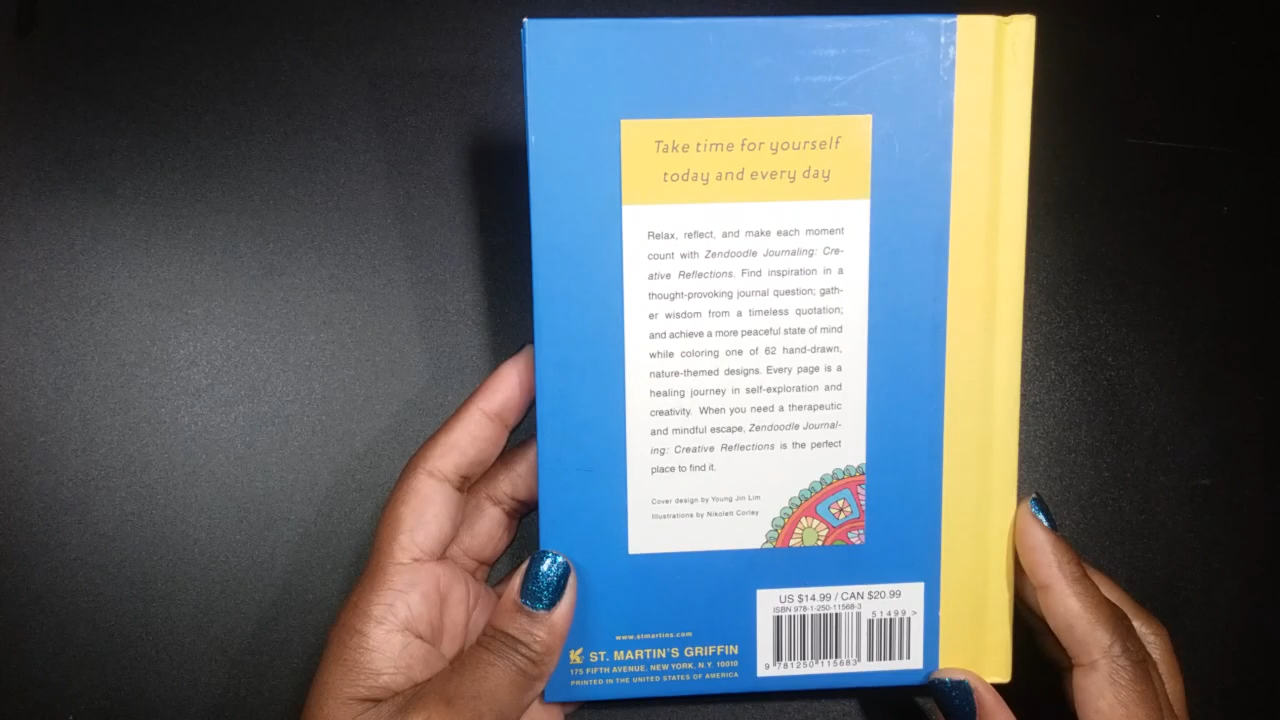 Take time for yourself
today and every day
Relax, reflect, and make each moment
count with Zendoodle Journaling: Cre-
ative Reflections. Find inspiration in a
thought-provoking journal question; gath-
er wisdom from a timeless quotation;
and achieve a more peaceful state of mind
while coloring one of 62 hand-drawn,
nature-themed designs. Every page is a
healing journey in self-exploration and
creativity. When you need a therapeutic
and mindful escape, Zendoodle Journal-
ing: Creative Reflections is the perfect
place to find it.
Cover design by Young Jin Lim
Illustrations by Nikolett Corley
www.stmartins.com
ST. MARTIN'S GRIFFIN
175 FIFTH AVENUE, NEW YORK, N.Y. 10010
PRINTED IN THE UNITED STATES OF AMERICA
US $14.99 / CAN $20.99
ISBN 978-1-250-11568-3
51499 >
9 781250 115683